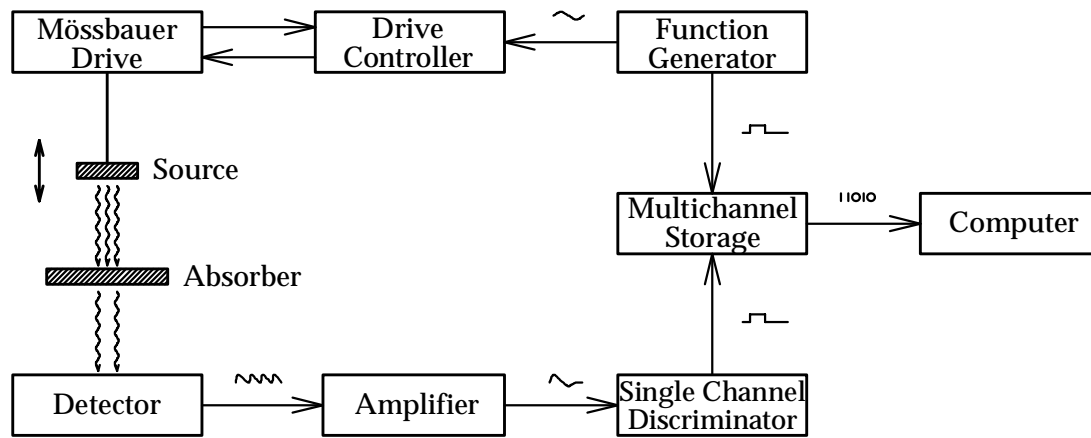 Mössbauer
Drive
Drive
Controller
Function
Generator
Source
Multichannel
Storage
11010
Computer
Absorber
Detector
Amplifier
Single Channel
Discriminator